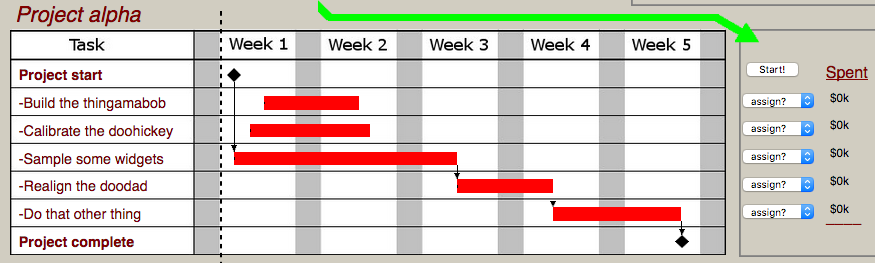 Project alpha
Task Week 1 Week 2 Week 3 Week 4 Week 5
Project start Start! Spent
-Build the thingamabob assign? $0k
-Calibrate the doohickey assign? $0k
-Sample some widgets assign? $0k
-Realign the doodad assign? $0k
-Do that other thing assign? $0k
Project complete